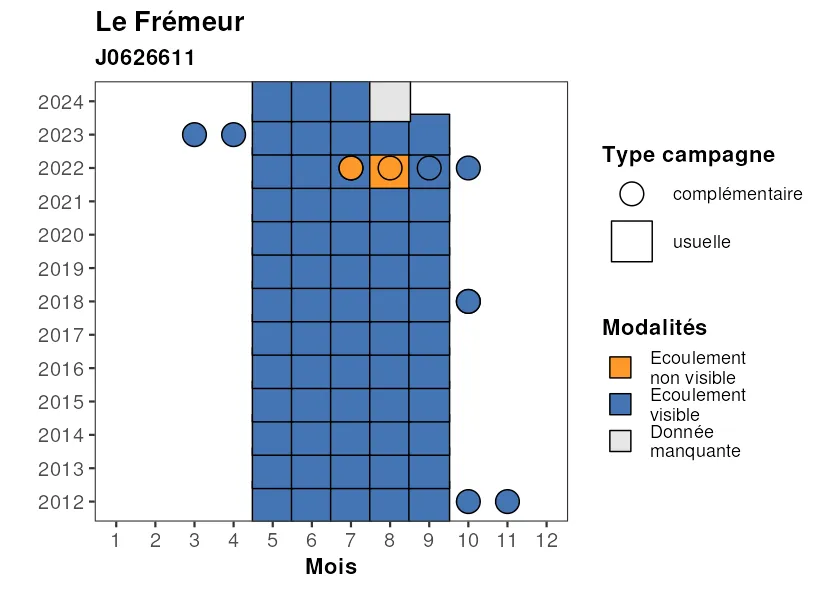 Le Frémeur
J0626611
2024
2023
2022
2021
2020
2019
2018
2017
2016
2015
2014
2013
2012
1 2 3 4 5 6 7 8 9 10 11 12
Mois
Type campagne
complémentaire
usuelle
Modalités
Ecoulement
non visible
Ecoulement
visible
Donnée
manquante